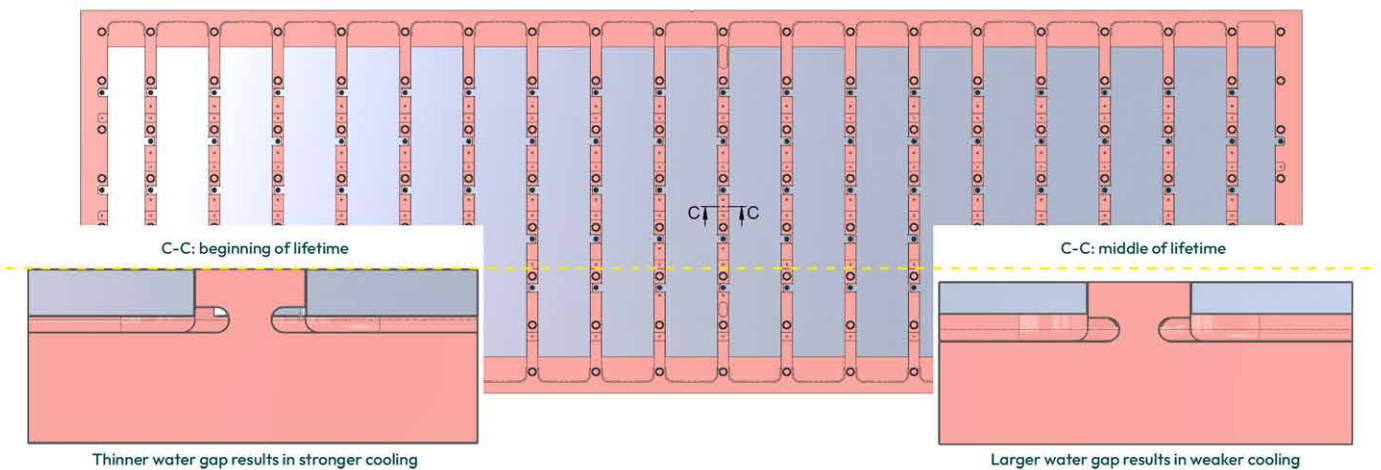 C C
C-C: beginning of lifetime
C-C: middle of lifetime
Thinner water gap results in stronger cooling
Larger water gap results in weaker cooling